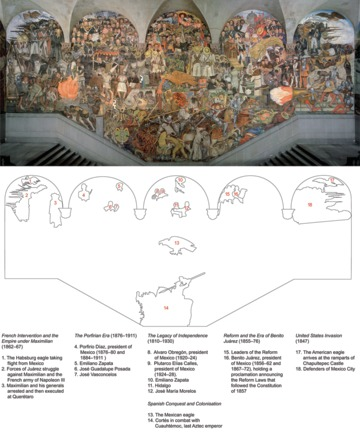 French Intervention and the
Empire under Maximilian
(1862–67)
1. The Habsburg eagle taking
flight from Mexico
2. Forces of Juárez struggle
against Maximilian and the
French army of Napoleon III
3. Maximilian and his generals
arrested and then executed
at Querétaro
The Porfirian Era (1876–1911)
4. Porfirio Díaz, president of
Mexico (1876–80 and
1884–1911 )
5. Emiliano Zapata
6. José Guadalupe Posada
7. José Vasconcelos
The Legacy of Independence
(1810–1930)
8. Alvaro Obregón, president
of Mexico (1920–24)
9. Plutarco Elías Calles,
president of Mexico
(1924–28).
10. Emiliano Zapata
11. Hidalgo
12. José María Morelos
Spanish Conquest and Colonisation
13. The Mexican eagle
14. Cortés in combat with
Cuauhtémoc, last Aztec emperor
Reform and the Era of Benito
Juárez (1855–76)
15. Leaders of the Reform
16. Benito Juárez, president
of Mexico (1858–62 and
1867–72), holding a
proclamation announcing
the Reform Laws that
followed the Constitution
of 1857
United States Invasion
(1847)
17. The American eagle
arrives at the ramparts of
Chapultepec Castle
18. Defenders of Mexico City